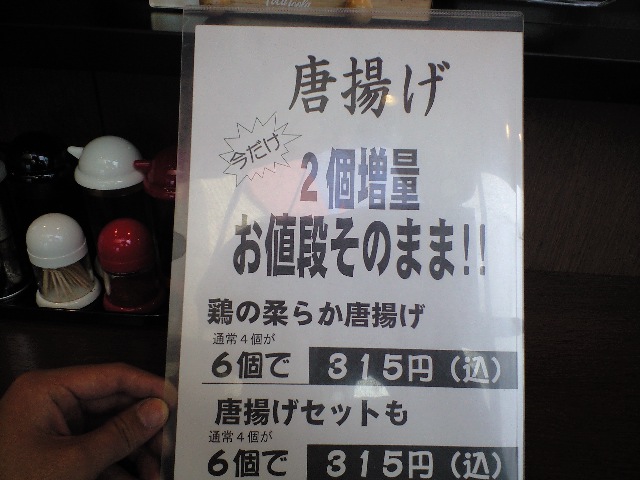 唐揚げ
今だけ
2個増量
お値段そのまま!!
鶏の柔らか唐揚げ
通常4個が
6個で 315円(込)
唐揚げセットも
通常4個が
6個で 315円(込)